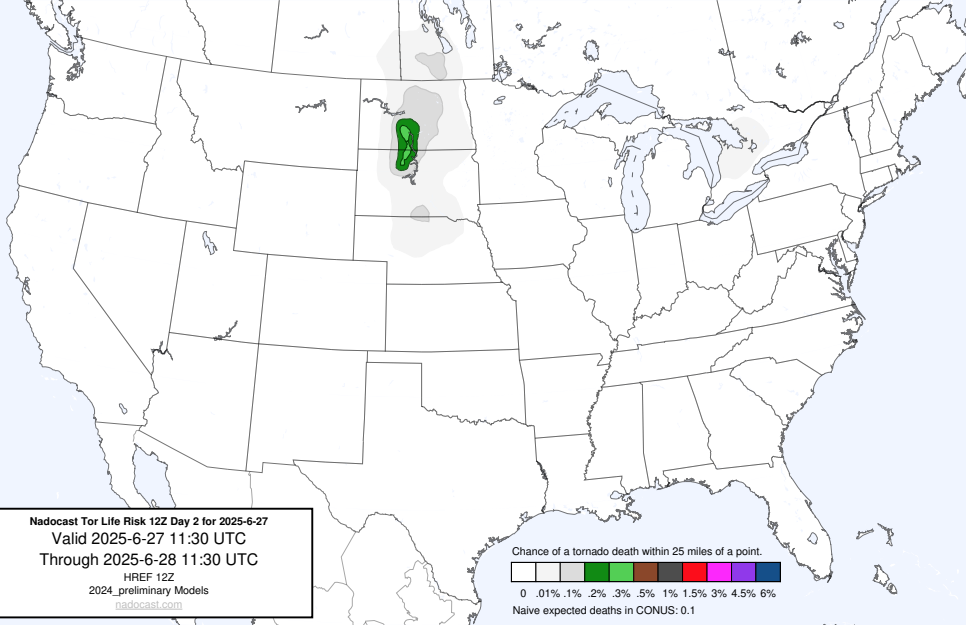 Nadocast Tor Life Risk 12Z Day 2 for 2025-6-27
Valid 2025-6-27 11:30 UTC
Through 2025-6-28 11:30 UTC
HREF 12Z
2024_preliminary Models
nadocast.com
Chance of a tornado death within 25 miles of a point.
0 .01% .1% .2% .3% .5% 1% 1.5% 3% 4.5% 6%
Naive expected deaths in CONUS: 0.1